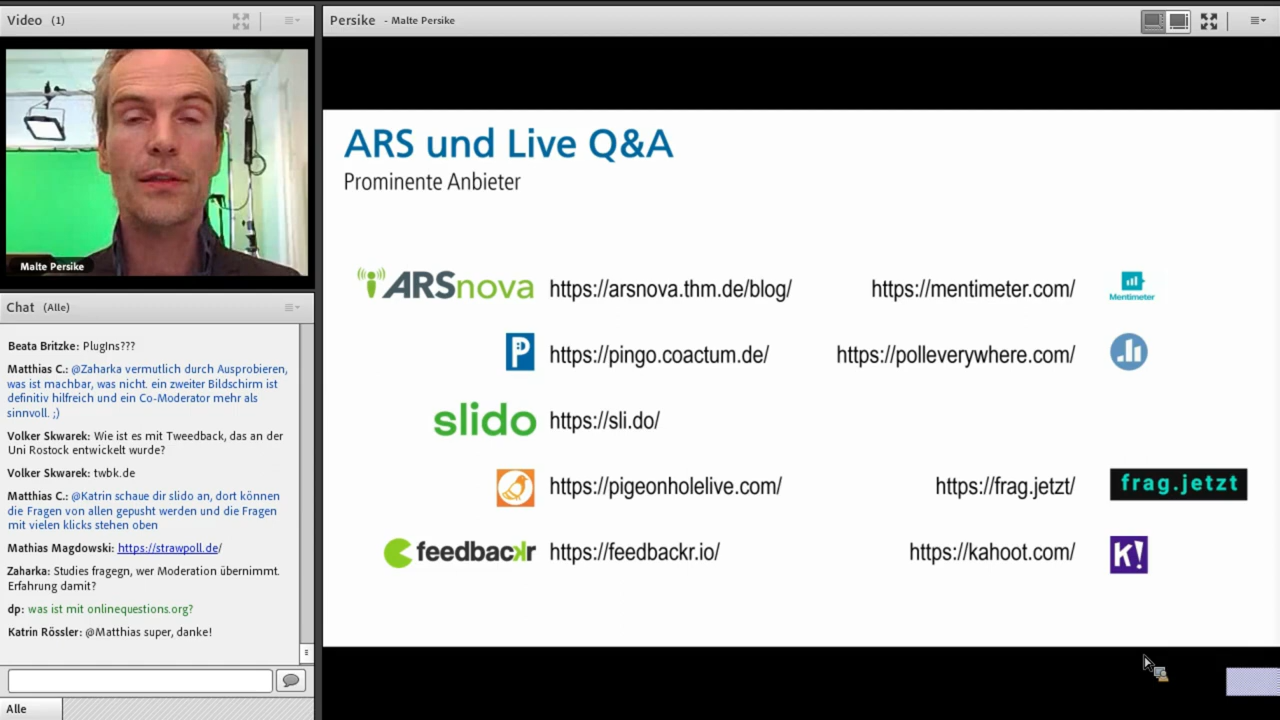 Video (1)
Malte Persike
Chat (Alle)
Beata Britzke: PlugIns???
Matthias C.: @Zaharka vermutlich durch Ausprobieren,
was ist machbar, was nicht. ein zweiter Bildschirm ist
definitiv hilfreich und ein Co-Moderator mehr als
sinnvoll. ;)
Volker Skwarek: Wie ist es mit Tweedback, das an der
Uni Rostock entwickelt wurde?
Volker Skwarek: twbk.de
Matthias C.: @Katrin schaue dir slido an, dort können
die Fragen von allen gepusht werden und die Fragen
mit vielen klicks stehen oben
Mathias Magdowski: https://strawpoll.de/
Zaharka: Studies fragegn, wer Moderation übernimmt.
Erfahrung damit?
dp: was ist mit onlinequestions.org?
Katrin Rössler: @Matthias super, danke!
Alle
Persike - Malte Persike
ARS und Live Q&A
Prominente Anbieter
ARSnova https://arsnova.thm.de/blog/ https://mentimeter.com/ Mentimeter
P https://pingo.coactum.de/ https://polleverywhere.com/
slido https://sli.do/
https://pigeonholelive.com/ https://frag.jetzt/ frag.jetzt
feedbackr https://feedbackr.io/ https://kahoot.com/ K!